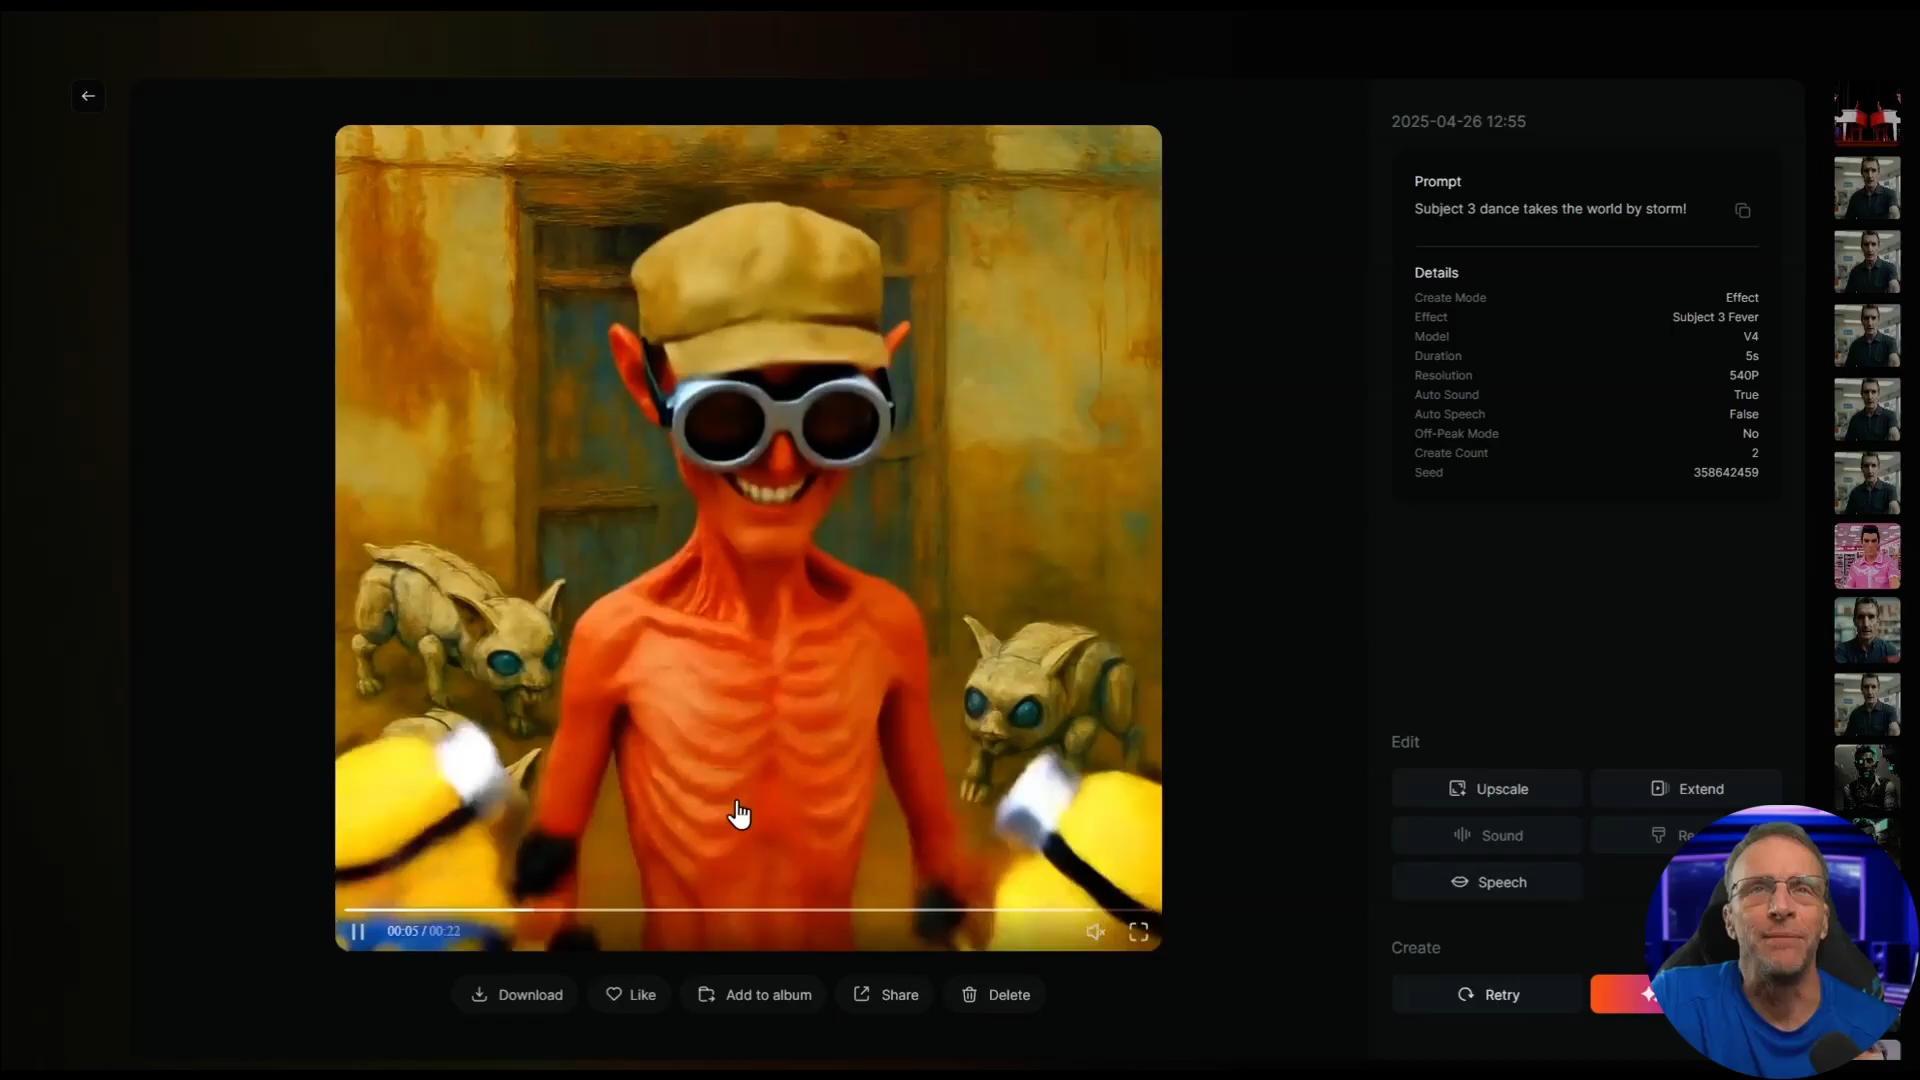 2025-04-26 12:55
Prompt
Subject 3 dance takes the world by storm!
Details
Create Mode Effect
Effect Subject 3 Fever
Model V4
Duration 5s
Resolution 540P
Auto Sound True
Auto Speech False
Off-Peak Mode No
Create Count 2
Seed 358642459
Edit
Upscale Extend
Sound Re
Speech
00:05 / 00:22
Create
Download Like Add to album Share Delete Retry